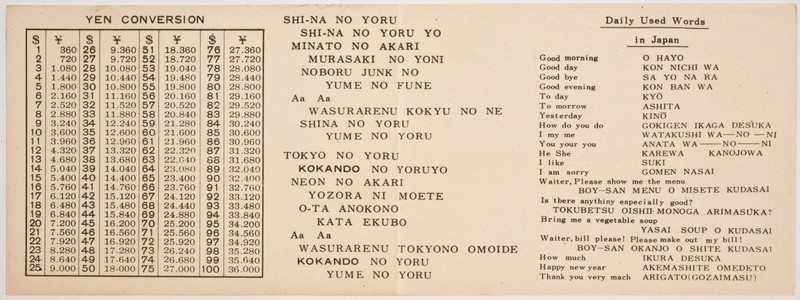 YEN CONVERSION
$ ¥ $ ¥ $ ¥ $ ¥
1 360 26 9.360 51 18.360 76 27.360
2 720 27 9.720 52 18.720 77 27.720
3 1.080 28 10.080 53 19.040 78 28.080
4 1.440 29 10.440 54 19.480 79 28.440
5 1.800 30 10.800 55 19.800 80 28.800
6 2.160 31 11.160 56 20.160 81 29.160
7 2.520 32 11.520 57 20.520 82 29.520
8 2.880 33 11.880 58 20.840 83 29.880
9 3.240 34 12.240 59 21.280 84 30.240
10 3.600 35 12.600 60 21.600 85 30.600
11 3.960 36 12.960 61 21.960 86 30.960
12 4.320 37 13.320 62 22.320 87 31.320
13 4.680 38 13.680 63 22.640 88 31.680
14 5.040 39 14.040 64 23.080 89 32.040
15 5.400 40 14.400 65 23.400 90 32.400
16 5.760 41 14.760 66 23.760 91 32.760
17 6.120 42 15.120 67 24.120 92 33.120
18 6.480 43 15.480 68 24.440 93 33.480
19 6.840 44 15.840 69 24.880 94 33.840
20 7.200 45 16.200 70 25.200 95 34.200
21 7.560 46 16.560 71 25.560 96 34.560
22 7.920 47 16.920 72 25.920 97 34.920
23 8.280 48 17.280 73 26.240 98 35.280
24 8.640 49 17.640 74 26.680 99 35.640
25 9.000 50 18.000 75 27.000 100 36.000
SHI-NA NO YORU
SHI-NA NO YORU YO
MINATO NO AKARI
MURASAKI NO YONI
NOBORU JUNK NO
YUME NO FUNE
Aa Aa
WASURARENU KOKYU NO NE
SHINA NO YORU
YUME NO YORU
TOKYO NO YORU
KOKANDO NO YORUYO
NEON NO AKARI
YOZORA NI MOETE
O-TA ANOKONO
KATA EKUBO
Aa Aa
WASURARENU TOKYONO OMOIDE
KOKANDO NO YORU
YUME NO YORU
Daily Used Words
in Japan
Good morning O HAYO
Good day KON NICHI WA
Good bye SA YO NA RA
Good evening KON BAN WA
To day KYŌ
To morrow ASHITA
Yesterday KINŌ
How do you do GOKIGEN IKAGA DESUKA
I my me WATAKUSHI WA—NO—NI
You your you ANATA WA——NO——NI
He She KAREWA KANOJOWA
I like SUKI
I am sorry GOMEN NASAI
Waiter, Please show me the menu
BOY-SAN MENU O MISETE KUDASAI
Is there anythiny especially good?
TOKUBETSU OISHII MONOGA ARIMASUKA?
Bring me a vegetable soup
YASAI SOUP O KUDASAI
Waiter, bill please! Please make out my bill!
BOY-SAN OKANJO O SHITE KUDASAI
How much IKURA DESUKA
Happy new year AKEMASHITE OMEDETO
Thank you very mach ARIGATO(GOZAIMASU)